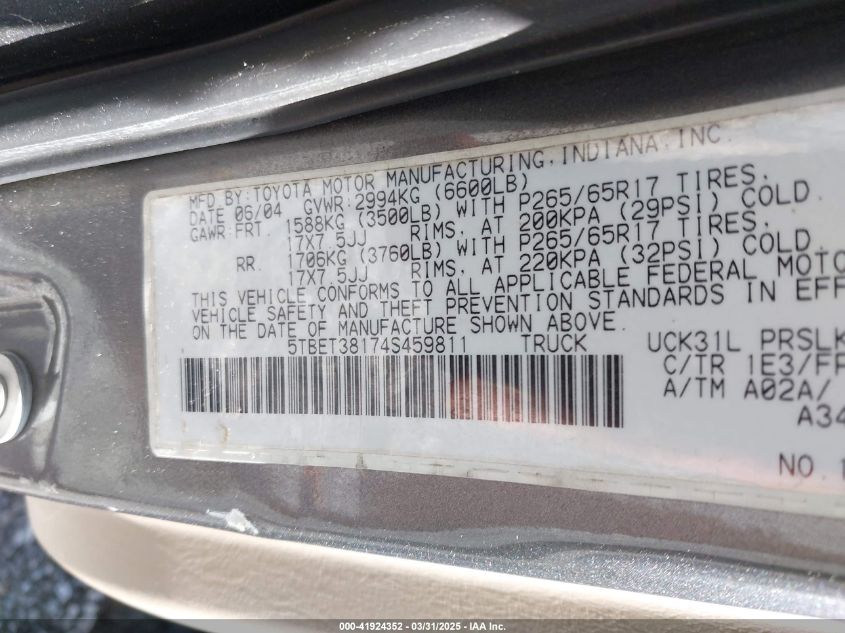 MFD BY:TOYOTA MOTOR MANUFACTURING,INDIANA,INC.
DATE 06/04 GVWR:2994KG (6600LB)
GAWR:FRT 1588KG (3500LB) WITH P265/65R17 TIRES,
17X7.5JJ RIMS, AT 200KPA (29PSI) COLD.
RR. 1706KG (3760LB) WITH P265/65R17 TIRES,
17X7.5JJ RIMS, AT 220KPA (32PSI) COLD.
THIS VEHICLE CONFORMS TO ALL APPLICABLE FEDERAL MOTO
VEHICLE SAFETY AND THEFT PREVENTION STANDARDS IN EFF
ON THE DATE OF MANUFACTURE SHOWN ABOVE.
5TBET38174S459811 TRUCK UCK31L PRSLK
C/TR 1E3/FF
A/TM A02A/
A34
NO.
000-41924352 — 03/31/2025 — IAA Inc.